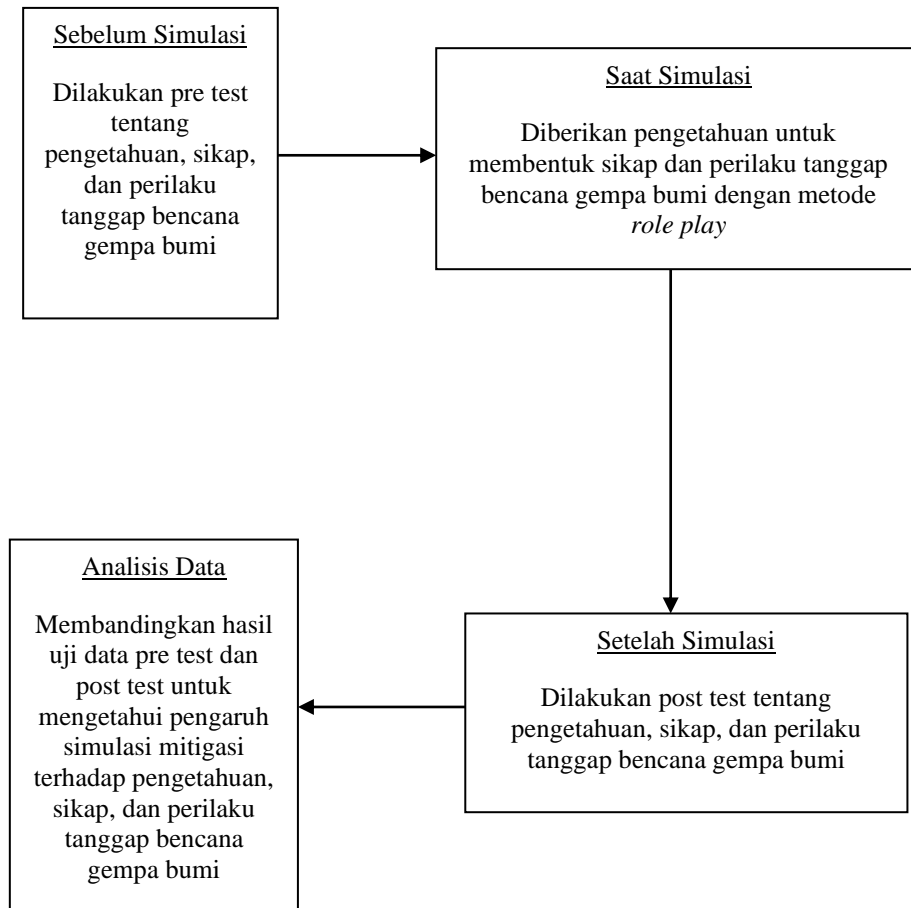 Sebelum Simulasi
Dilakukan pre test
tentang
pengetahuan, sikap,
dan perilaku
tanggap bencana
gempa bumi
Saat Simulasi
Diberikan pengetahuan untuk
membentuk sikap dan perilaku tanggap
bencana gempa bumi dengan metode
role play
Setelah Simulasi
Dilakukan post test tentang
pengetahuan, sikap, dan perilaku
tanggap bencana gempa bumi
Analisis Data
Membandingkan hasil
uji data pre test dan
post test untuk
mengetahui pengaruh
simulasi mitigasi
terhadap pengetahuan,
sikap, dan perilaku
tanggap bencana
gempa bumi